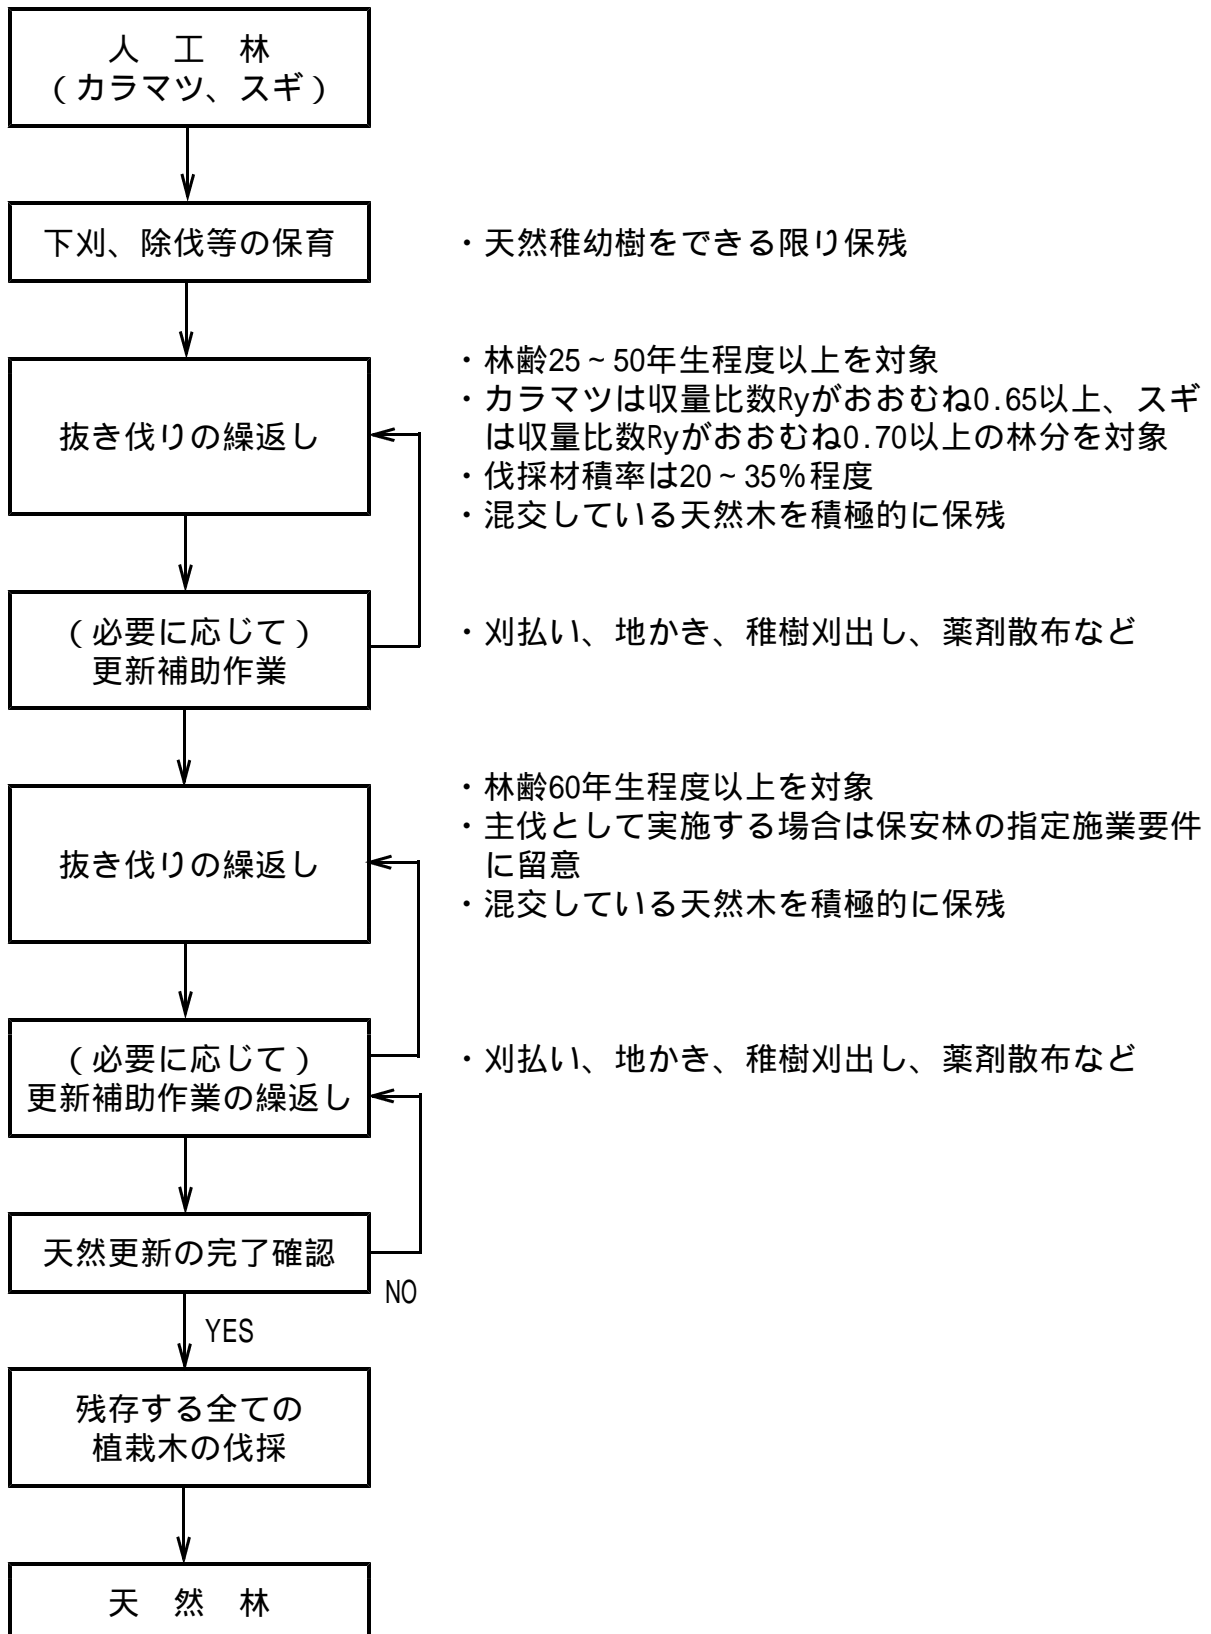 人 工 林
（カラマツ、スギ）
下刈、除伐等の保育
・天然稚幼樹をできる限り保残
・林齢25～50年生程度以上を対象
・カラマツは収量比数Ryがおおむね0.65以上、スギ
は収量比数Ryがおおむね0.70以上の林分を対象
・伐採材積率は20～35%程度
・混交している天然木を積極的に保残
抜き伐りの繰返し
（必要に応じて）
更新補助作業
・刈払い、地かき、稚樹刈出し、薬剤散布など
・林齢60年生程度以上を対象
・主伐として実施する場合は保安林の指定施業要件
に留意
・混交している天然木を積極的に保残
抜き伐りの繰返し
（必要に応じて）
更新補助作業の繰返し
・刈払い、地かき、稚樹刈出し、薬剤散布など
天然更新の完了確認
NO
YES
残存する全ての
植栽木の伐採
天 然 林